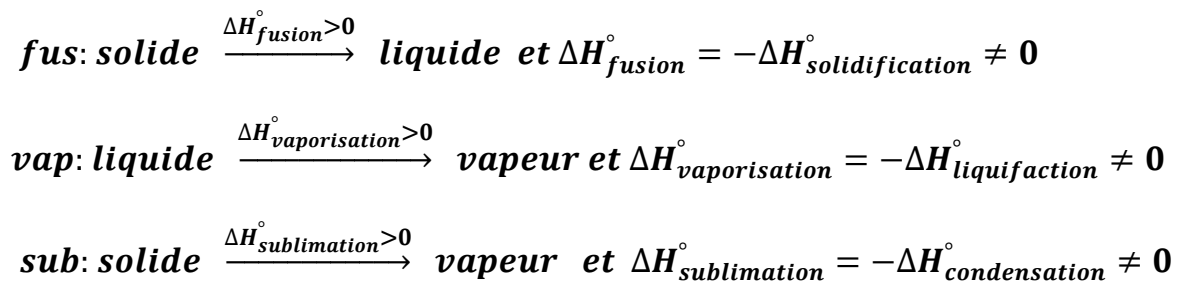 fus: solide ΔH°fusion>0 → liquide et ΔH°fusion = −ΔH°solidification ≠ 0
vap: liquide ΔH°vaporisation>0 → vapeur et ΔH°vaporisation = −ΔH°liquifaction ≠ 0
sub: solide ΔH°sublimation>0 → vapeur et ΔH°sublimation = −ΔH°condensation ≠ 0